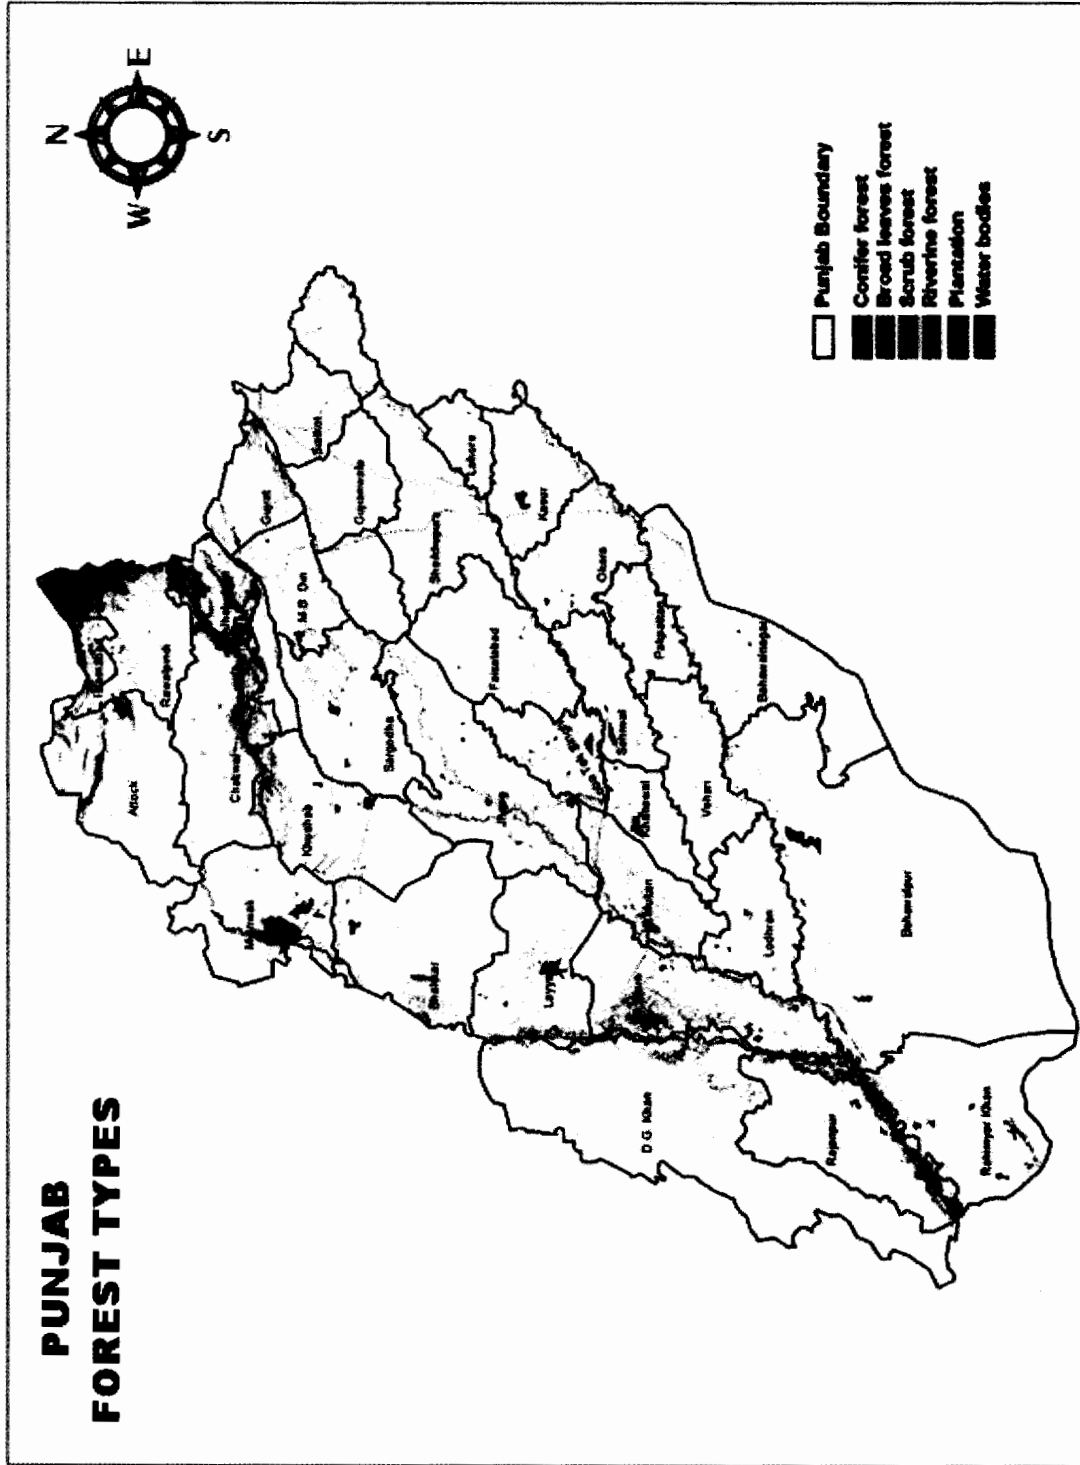 PUNJAB
FOREST TYPES
N
W
E
S
Attock
Rawalpindi
Chakwal
Gujrat
Sialkot
M.B. Din
Gujranwala
Mianwali
Khushab
Sargodha
Sheikhupura
Lahore
Kasur
Faisalabad
Bhakkar
Jhang
Okara
Layyah
Sahiwal
Pakpattan
Khanewal
Multan
Vehari
D.G. Khan
Lodhran
Bahawalnagar
Rajanpur
Bahawalpur
Rahimyar Khan
Punjab Boundary
Conifer forest
Broad leaves forest
Scrub forest
Riverine forest
Plantation
Water bodies